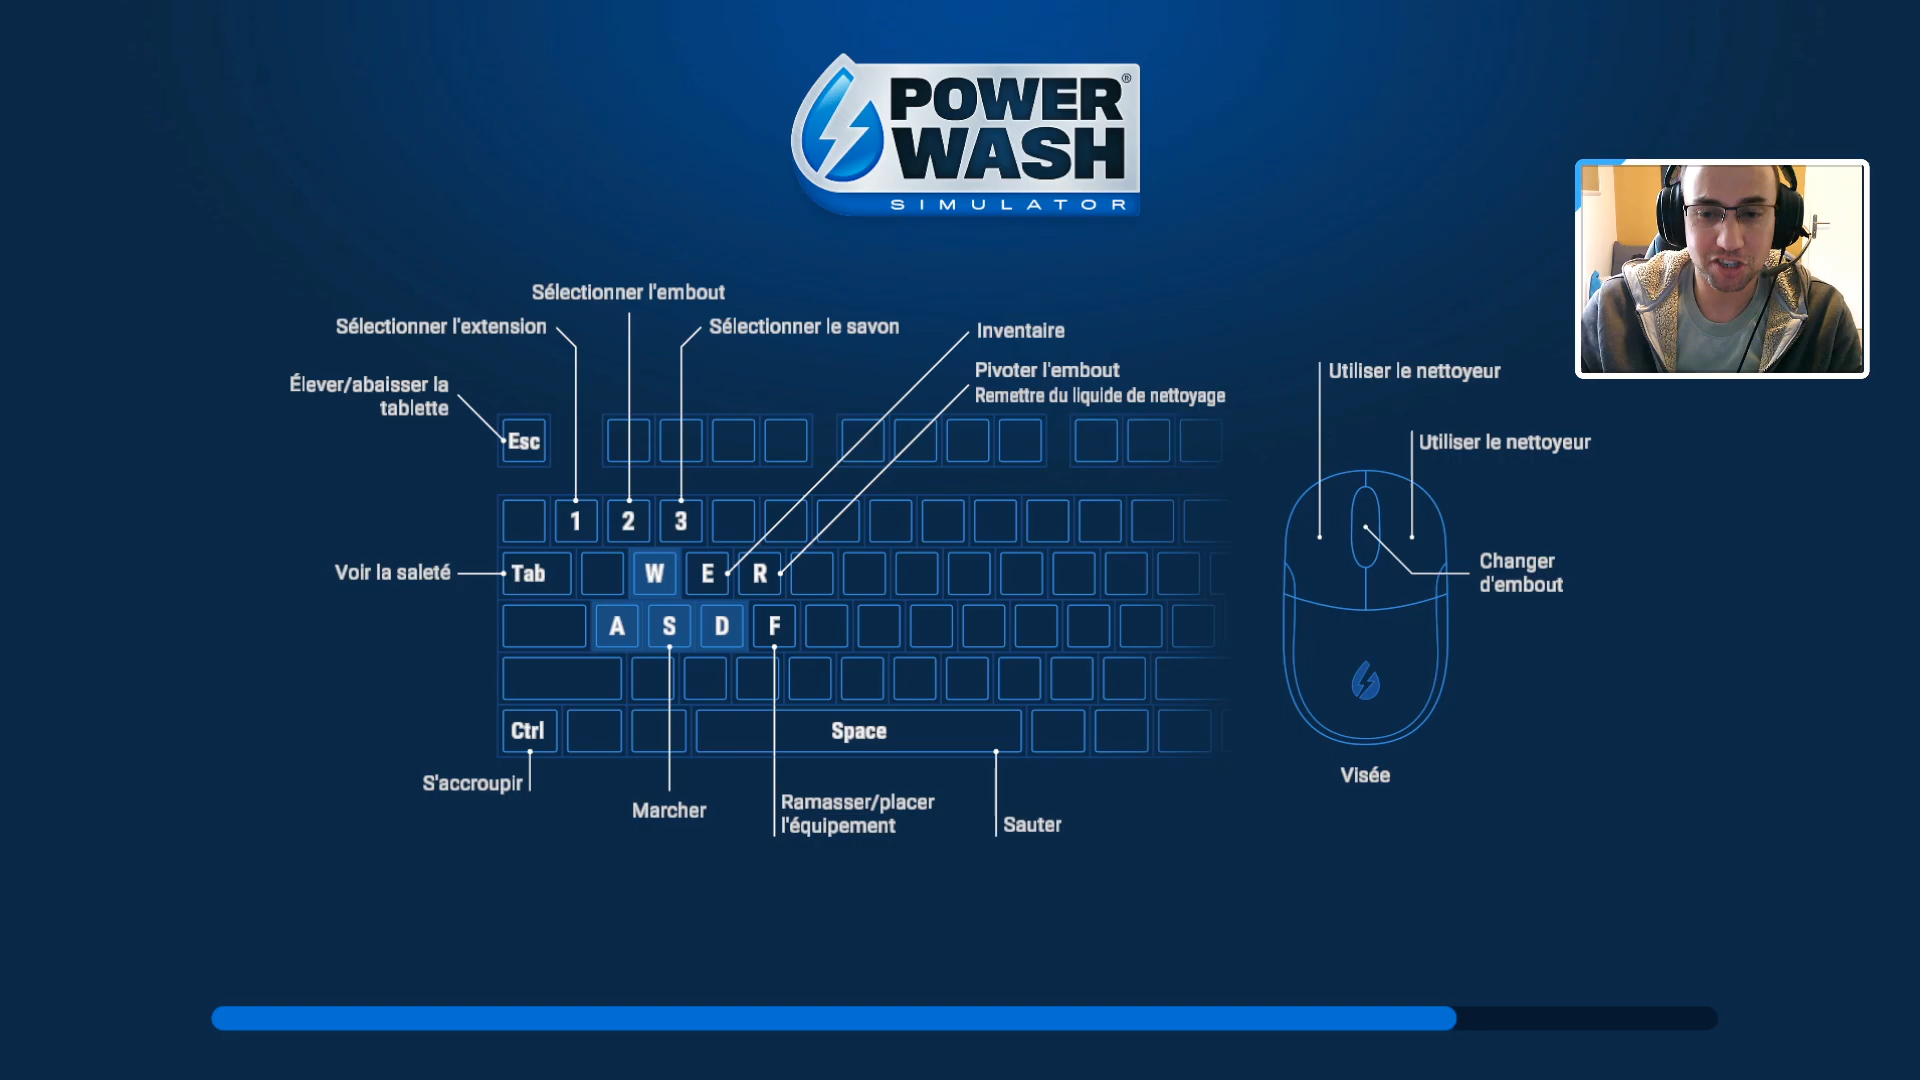 POWER®
WASH
SIMULATOR
Sélectionner l'embout
Sélectionner l'extension
Sélectionner le savon
Inventaire
Pivoter l'embout
Remettre du liquide de nettoyage
Élever/abaisser la
tablette
Utiliser le nettoyeur
Utiliser le nettoyeur
Esc
1 2 3
Voir la saleté
Tab W E R
Changer
d'embout
A S D F
Ctrl Space
S'accroupir
Marcher
Ramasser/placer
l'équipement
Sauter
Visée